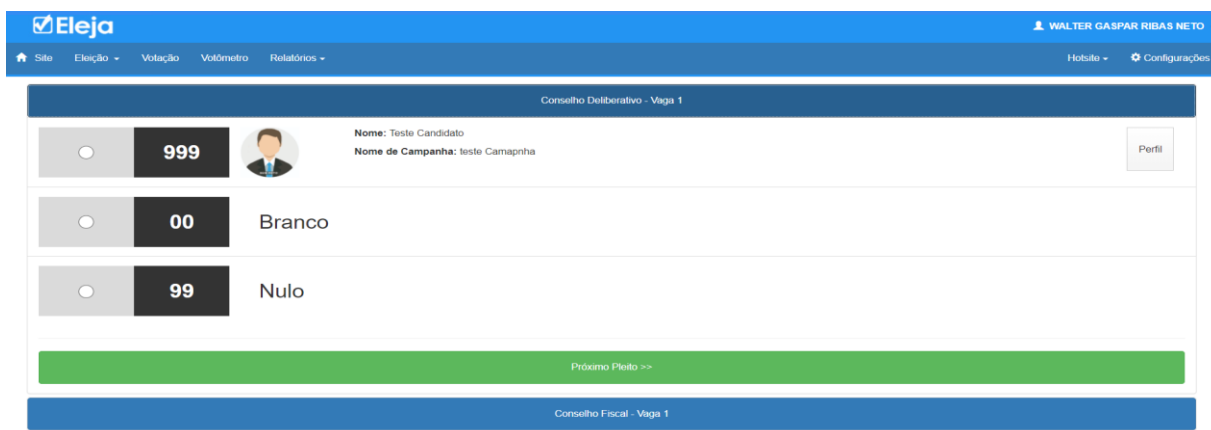 Eleja
WALTER GASPAR RIBAS NETO
Site Eleição Votação Votômetro Relatórios Hotsite Configurações
Conselho Deliberativo - Vaga 1
999
Nome: Teste Candidato
Nome de Campanha: teste Camapnha
Perfil
00 Branco
99 Nulo
Próximo Pleito >>
Conselho Fiscal - Vaga 1